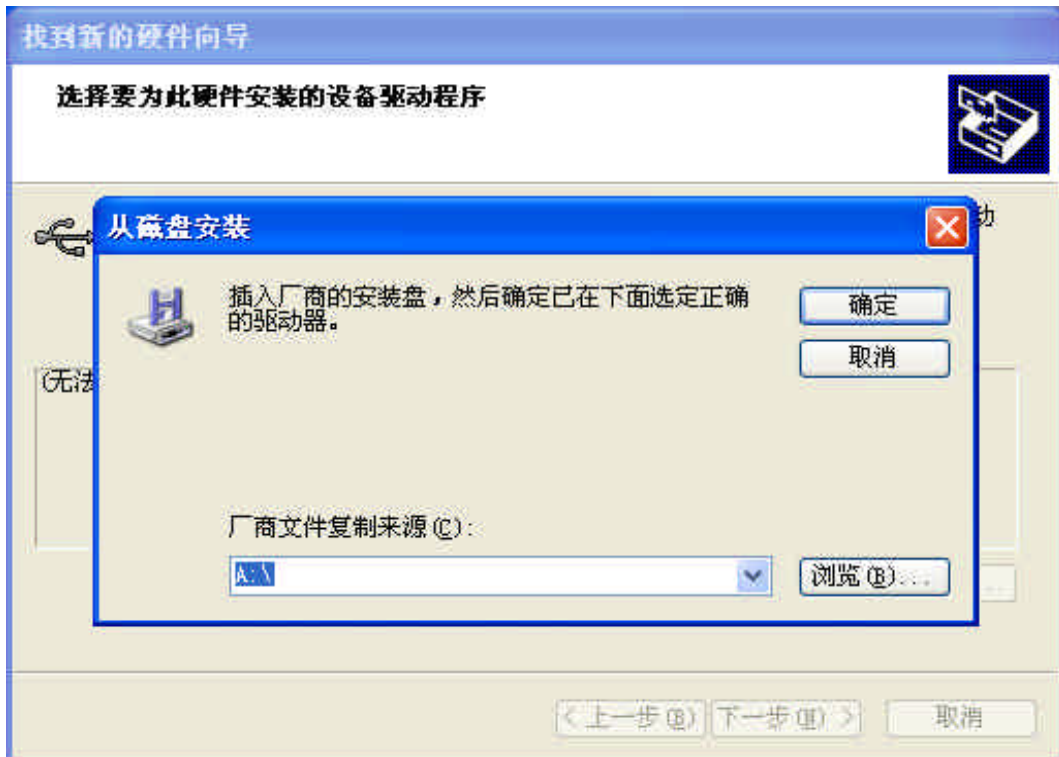 找到新的硬件向导
选择要为此硬件安装的设备驱动程序
动
从磁盘安装
插入厂商的安装盘，然后确定已在下面选定正确
的驱动器。
确定
取消
(无法
厂商文件复制来源(C):
A:\
浏览(B)...
< 上一步(B)
下一步(N) >
取消